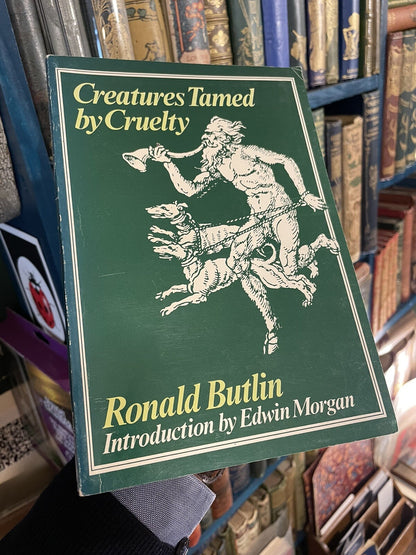 Creatures Tamed
by Cruelty
Ronald Butlin
Introduction by Edwin Morgan